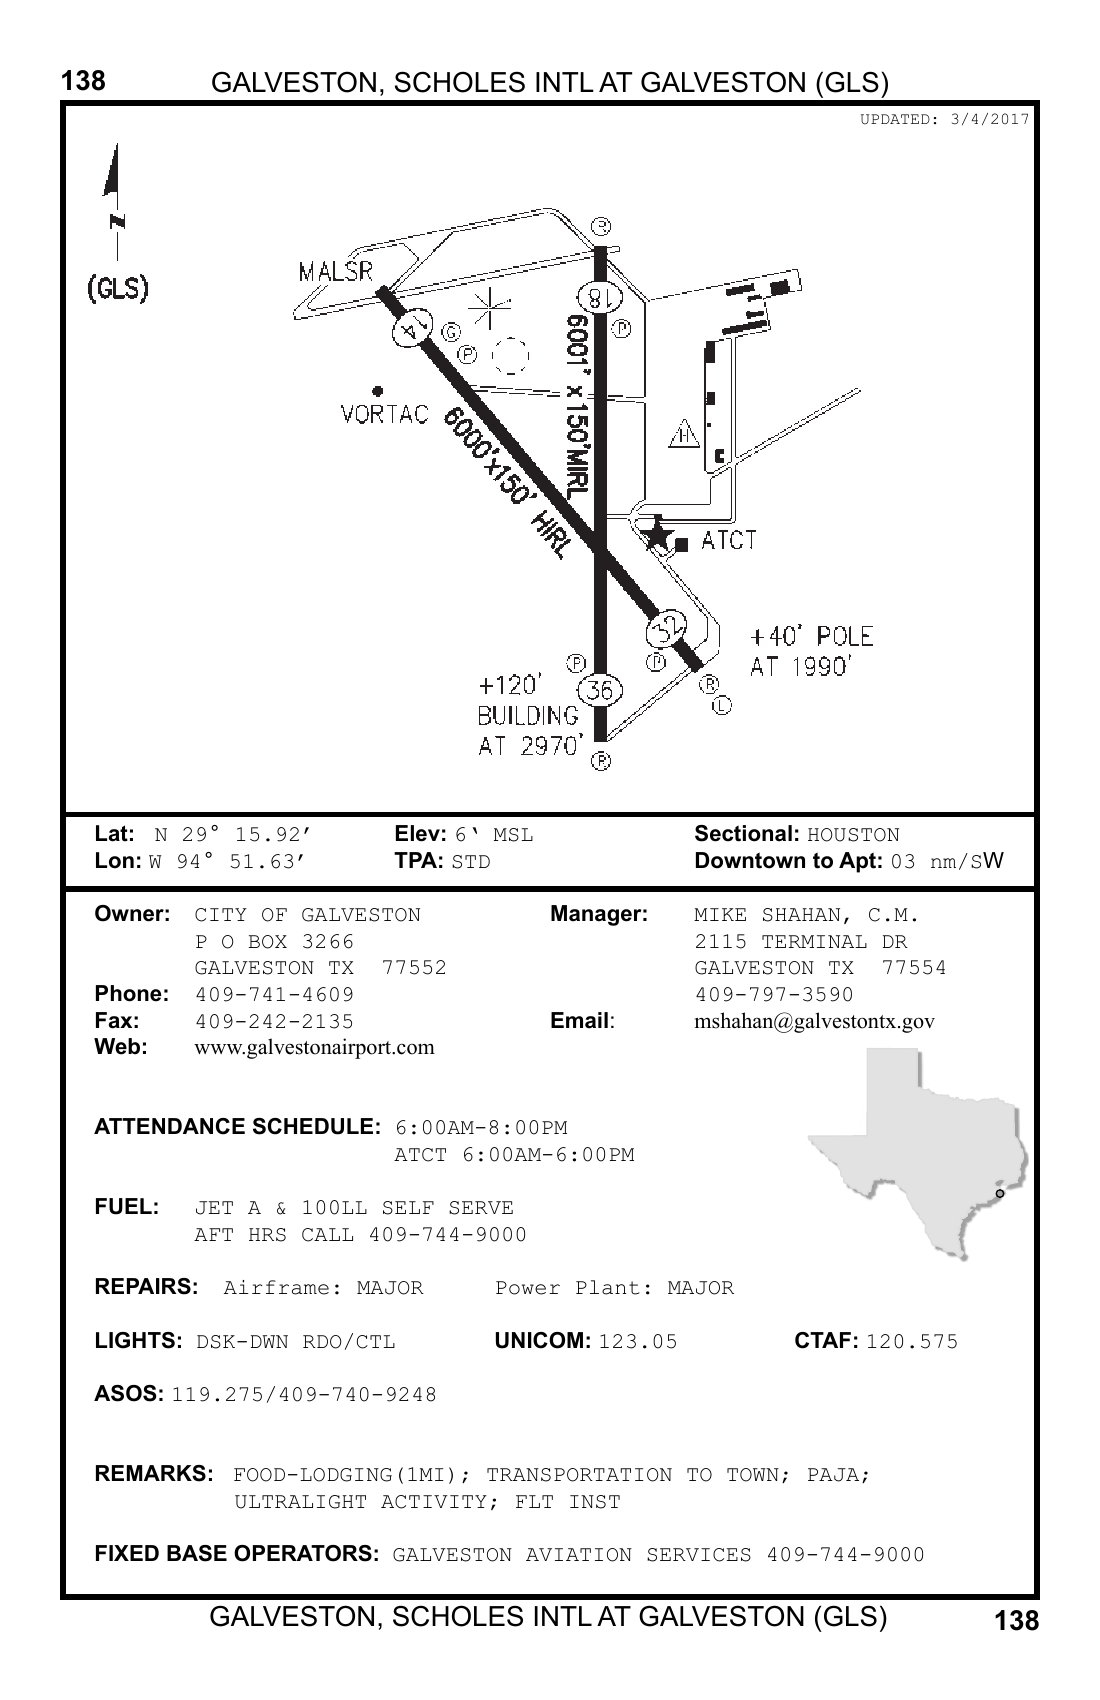 138 GALVESTON, SCHOLES INTL AT GALVESTON (GLS)
UPDATED: 3/4/2017
N
(GLS)
MALSR
R
18
14
G
P
P
6001' x 150' MIRL
VORTAC
6000'x150' HIRL
H
ATCT
32
+40' POLE
AT 1990'
P
P
R
L
36
+120'
BUILDING
AT 2970'
R
Lat: N 29° 15.92’ Elev: 6‘ MSL Sectional: HOUSTON
Lon: W 94° 51.63’ TPA: STD Downtown to Apt: 03 nm/SW
Owner: CITY OF GALVESTON Manager: MIKE SHAHAN, C.M.
P O BOX 3266 2115 TERMINAL DR
GALVESTON TX 77552 GALVESTON TX 77554
Phone: 409-741-4609 409-797-3590
Fax: 409-242-2135 Email: mshahan@galvestontx.gov
Web: www.galvestonairport.com
ATTENDANCE SCHEDULE: 6:00AM-8:00PM
ATCT 6:00AM-6:00PM
FUEL: JET A & 100LL SELF SERVE
AFT HRS CALL 409-744-9000
REPAIRS: Airframe: MAJOR Power Plant: MAJOR
LIGHTS: DSK-DWN RDO/CTL UNICOM: 123.05 CTAF: 120.575
ASOS: 119.275/409-740-9248
REMARKS: FOOD-LODGING(1MI); TRANSPORTATION TO TOWN; PAJA;
ULTRALIGHT ACTIVITY; FLT INST
FIXED BASE OPERATORS: GALVESTON AVIATION SERVICES 409-744-9000
GALVESTON, SCHOLES INTL AT GALVESTON (GLS) 138